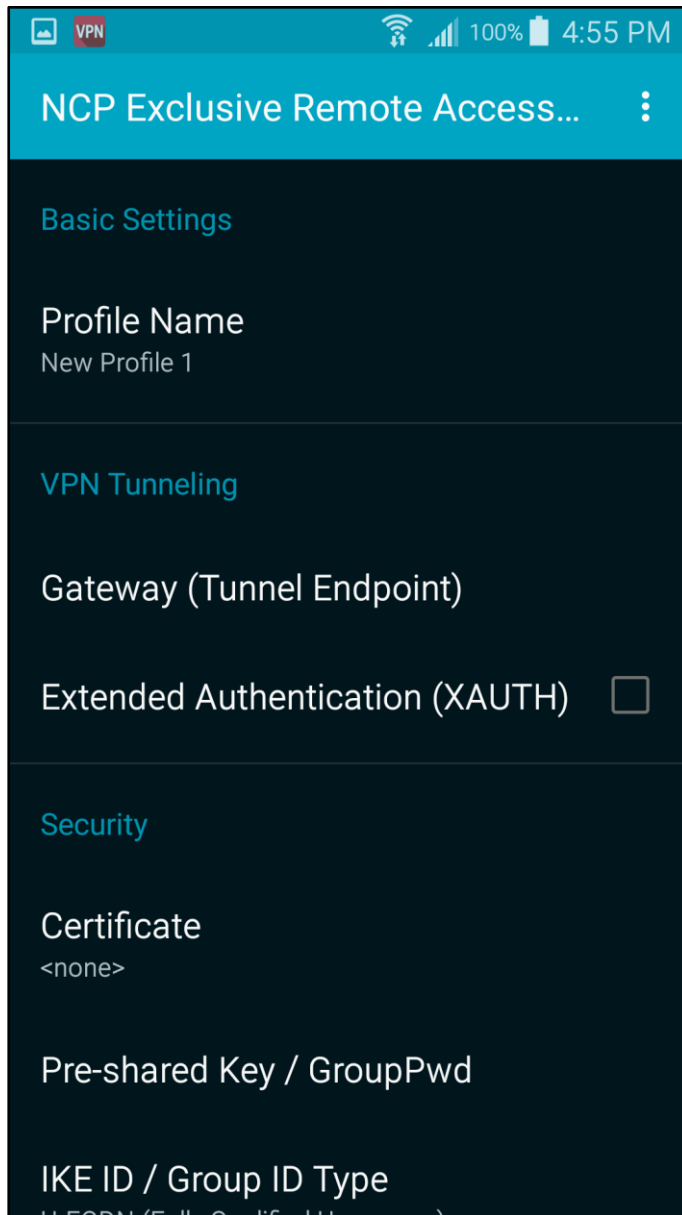 VPN 100% 4:55 PM
NCP Exclusive Remote Access...
Basic Settings
Profile Name
New Profile 1
VPN Tunneling
Gateway (Tunnel Endpoint)
Extended Authentication (XAUTH)
Security
Certificate
<none>
Pre-shared Key / GroupPwd
IKE ID / Group ID Type